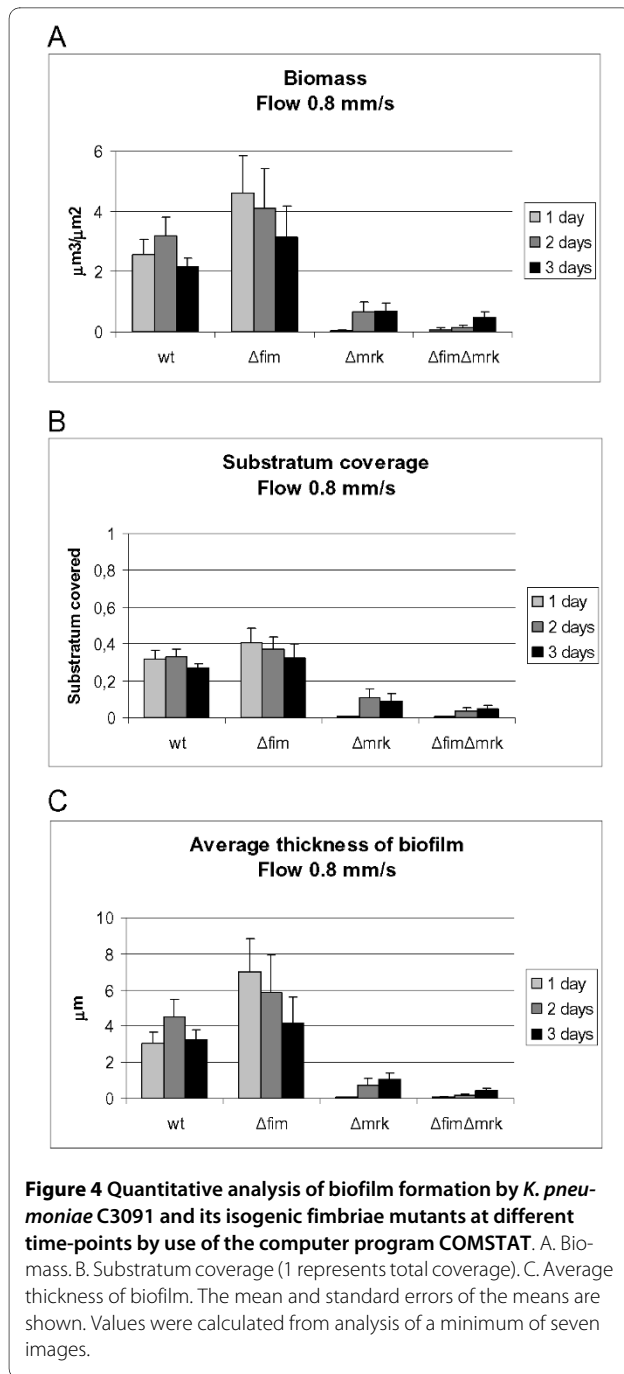 A
Biomass
Flow 0.8 mm/s
μm3/μm2
6
4
2
0
wt
Δfim
Δmrk
ΔfimΔmrk
1 day
2 days
3 days
B
Substratum coverage
Flow 0.8 mm/s
Substratum covered
1
0,8
0,6
0,4
0,2
0
wt
Δfim
Δmrk
ΔfimΔmrk
1 day
2 days
3 days
C
Average thickness of biofilm
Flow 0.8 mm/s
μm
10
8
6
4
2
0
wt
Δfim
Δmrk
ΔfimΔmrk
1 day
2 days
3 days
Figure 4 Quantitative analysis of biofilm formation by K. pneu-
moniae C3091 and its isogenic fimbriae mutants at different
time-points by use of the computer program COMSTAT. A. Bio-
mass. B. Substratum coverage (1 represents total coverage). C. Average
thickness of biofilm. The mean and standard errors of the means are
shown. Values were calculated from analysis of a minimum of seven
images.